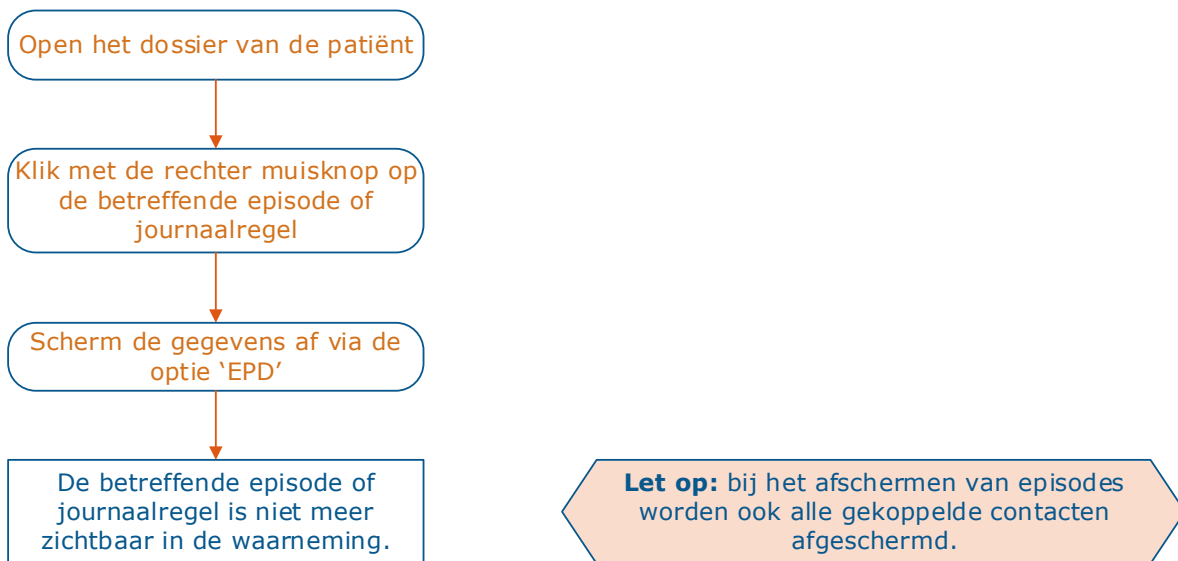 Open het dossier van de patiënt
Klik met de rechter muisknop op
de betreffende episode of
journaalregel
Scherm de gegevens af via de
optie ‘EPD’
De betreffende episode of
journaalregel is niet meer
zichtbaar in de waarneming.
Let op: bij het afschermen van episodes
worden ook alle gekoppelde contacten
afgeschermd.